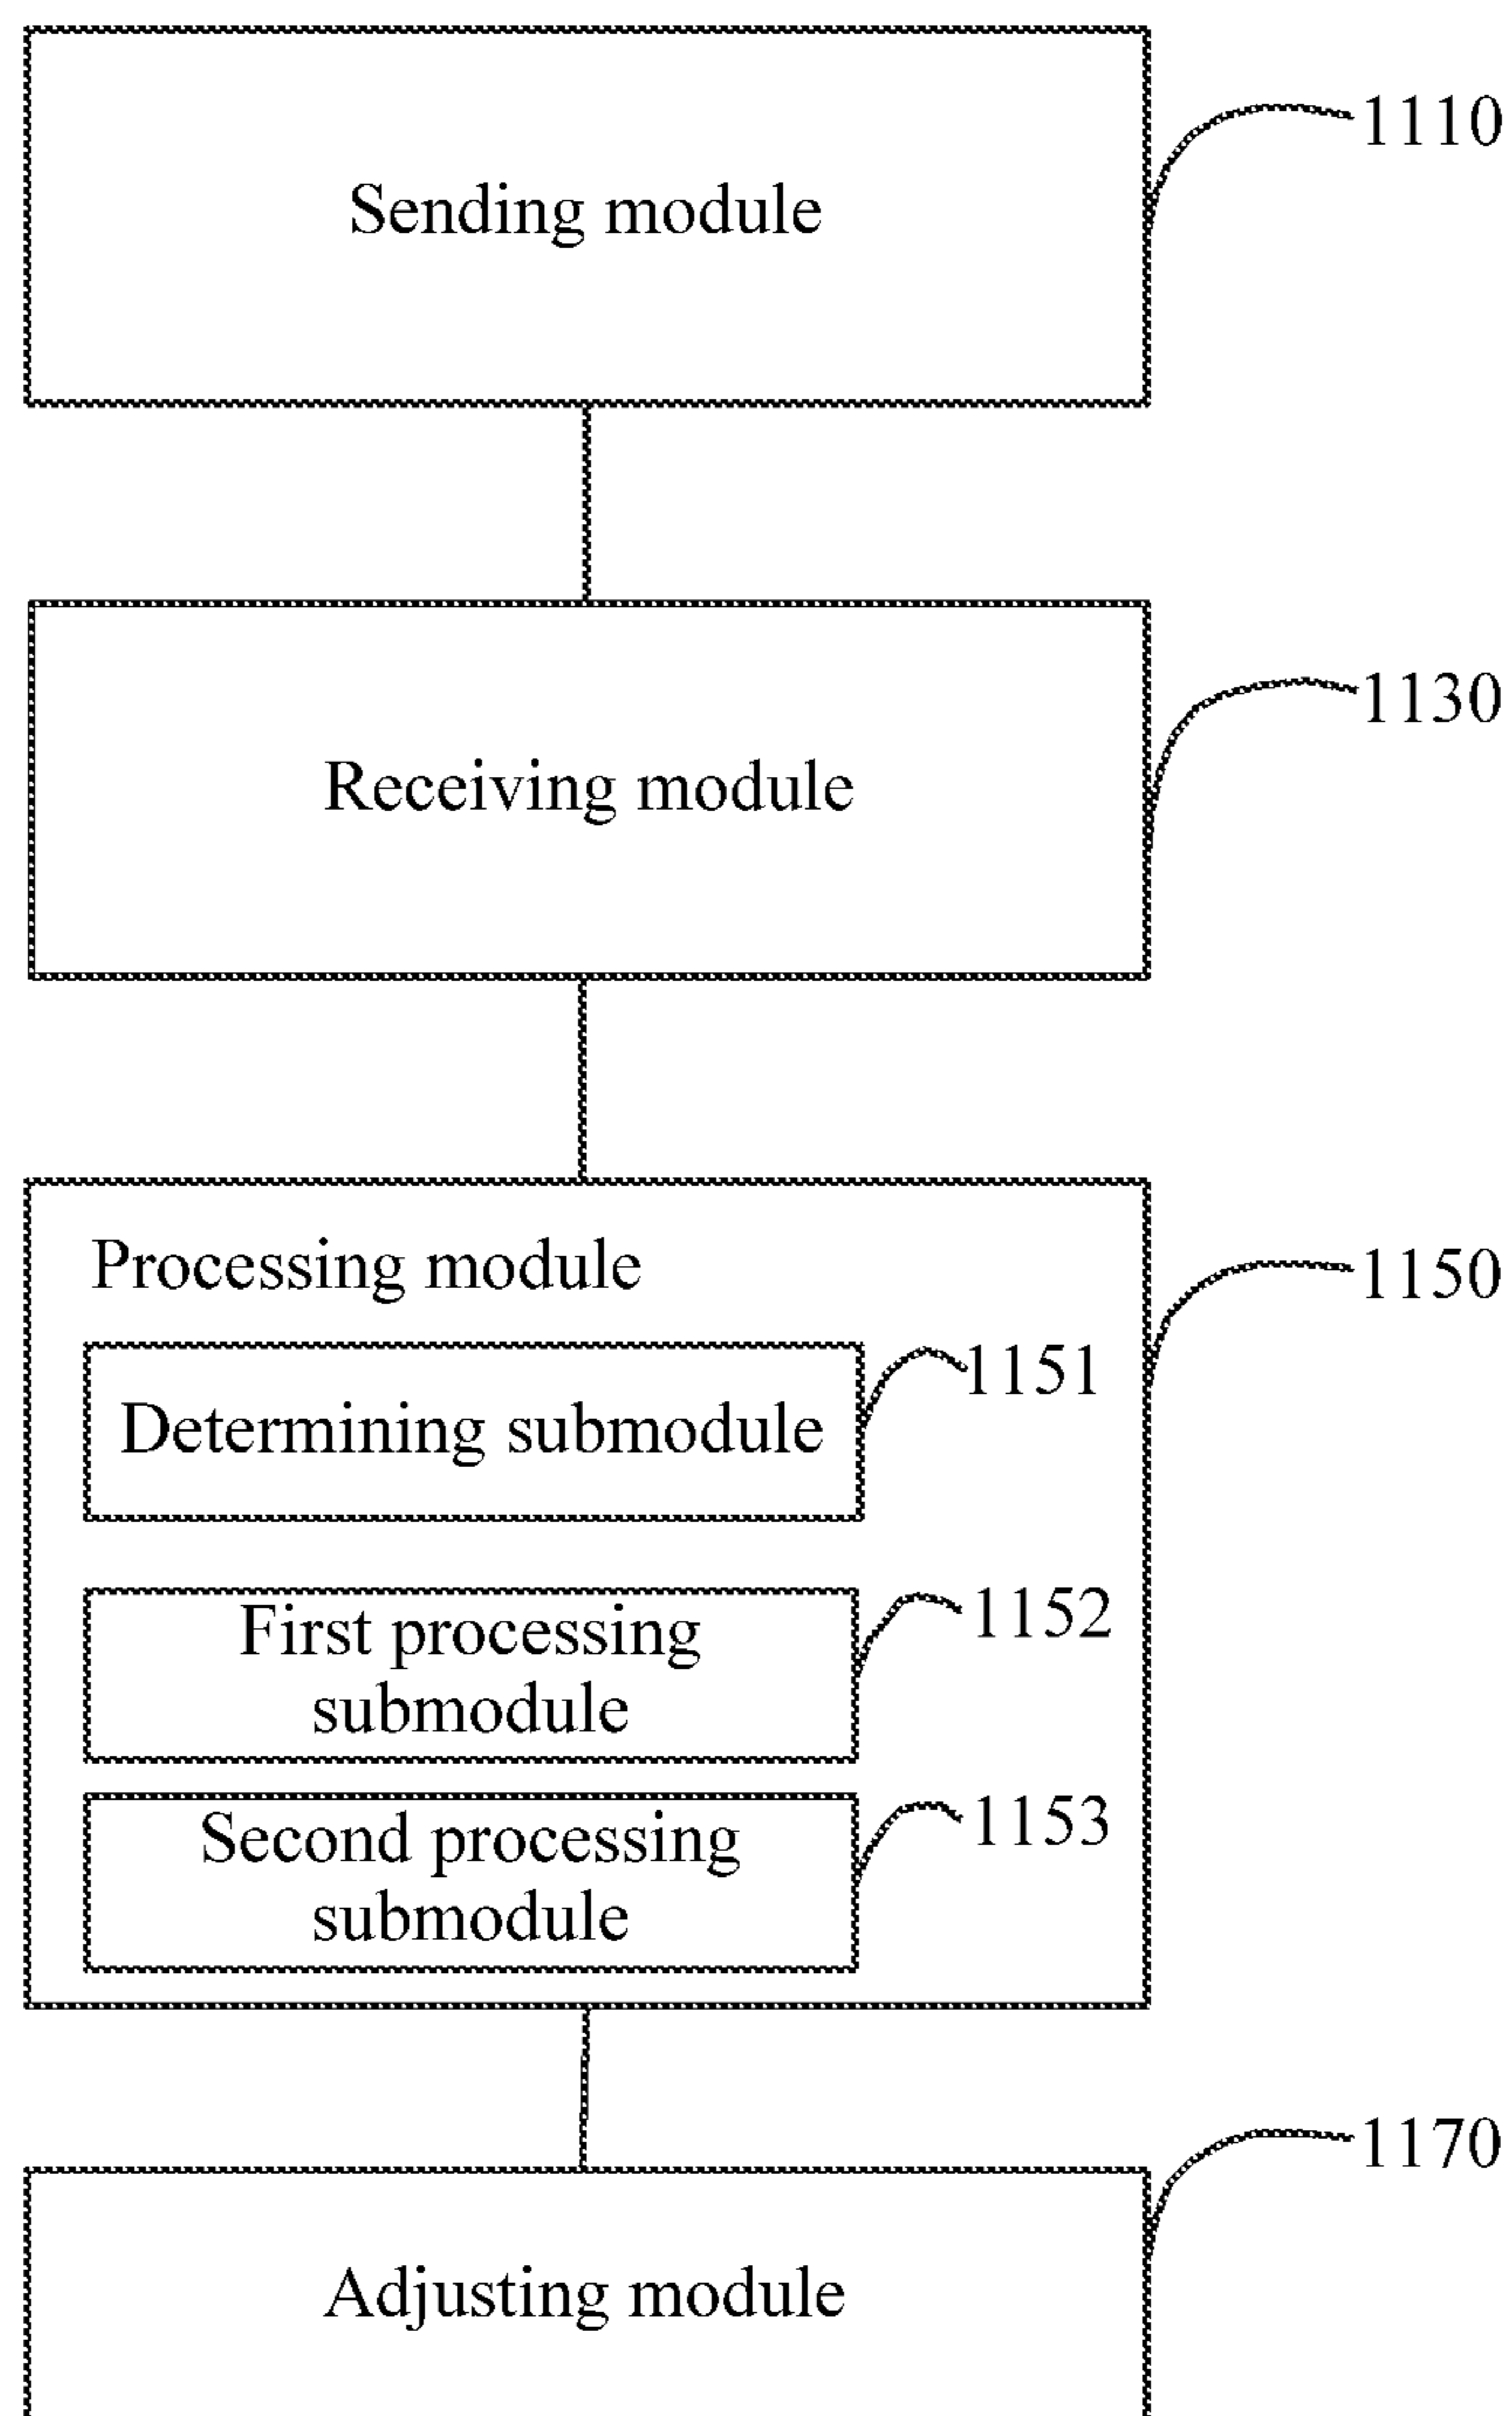 Sending module
1110
Receiving module
1130
Processing module
1150
Determining submodule
1151
First processing
submodule
1152
Second processing
submodule
1153
Adjusting module
1170